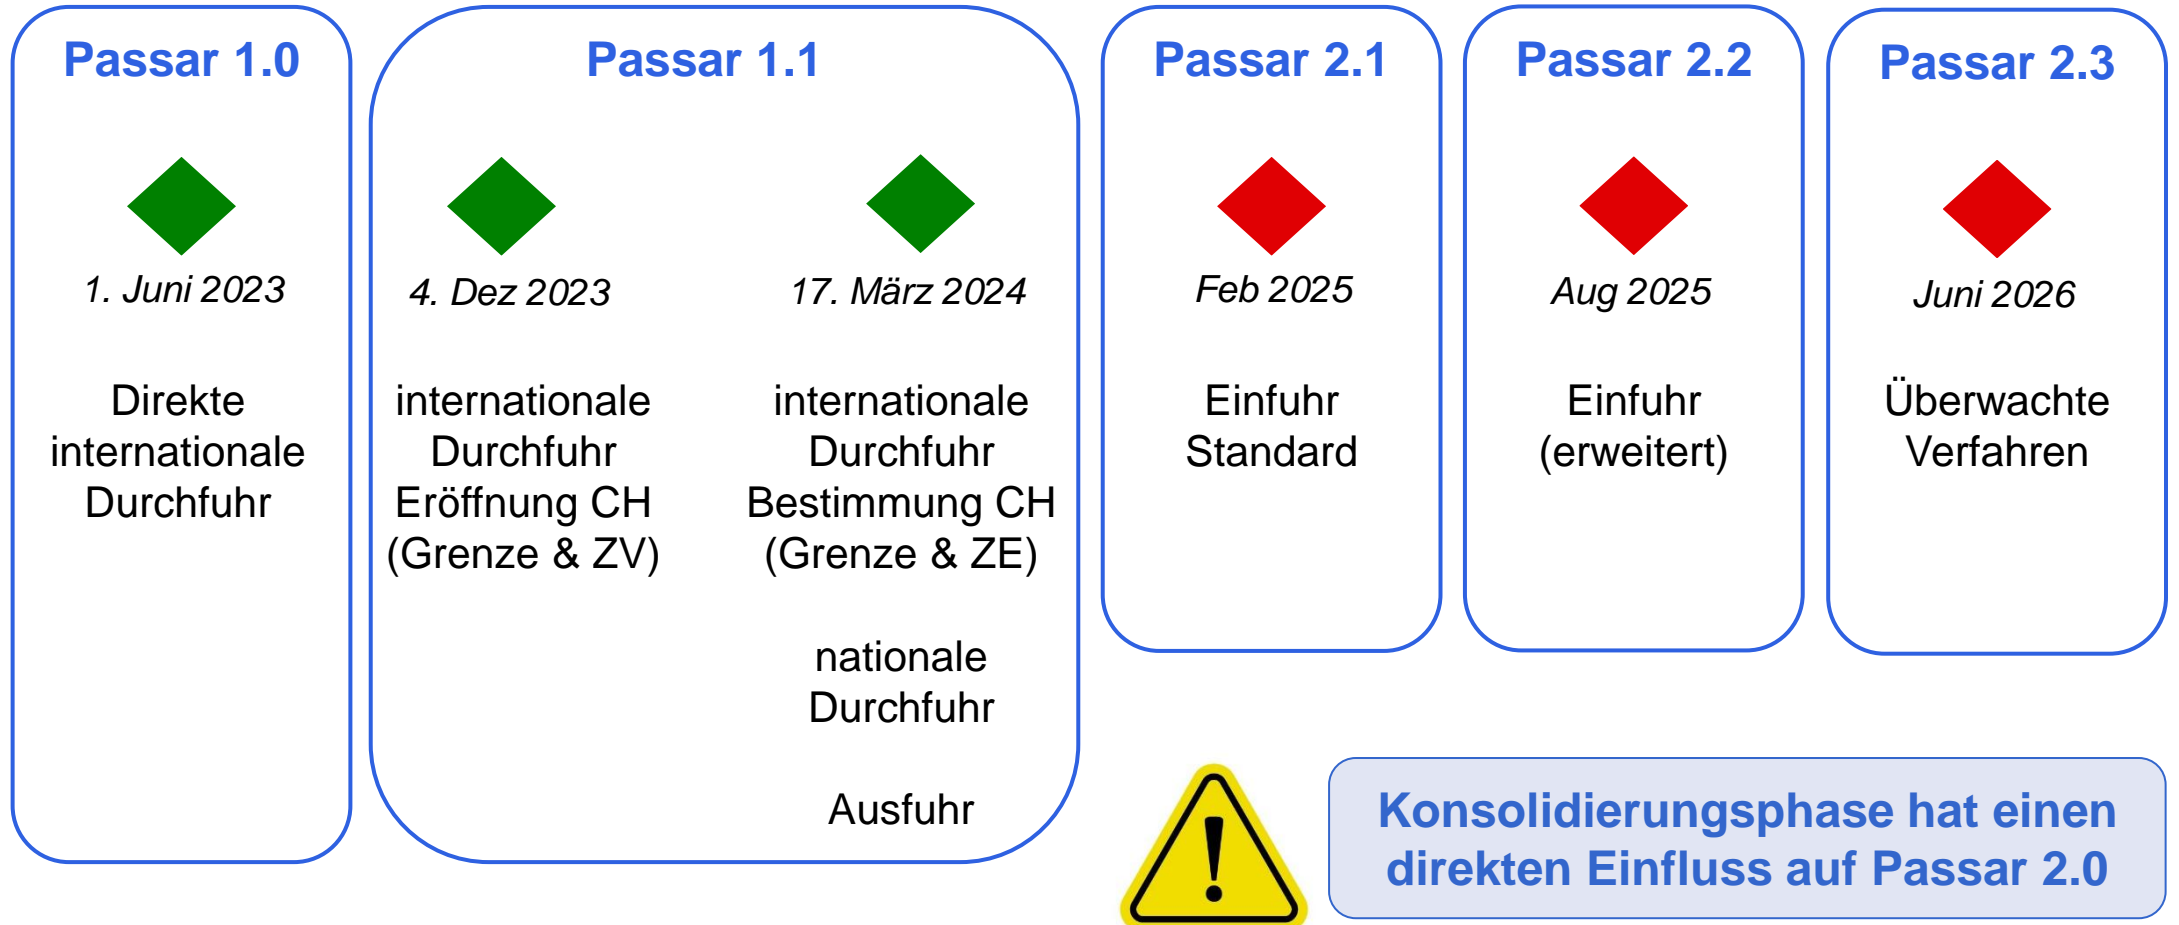 Passar 1.0
1. Juni 2023
Direkte
internationale
Durchfuhr
Passar 1.1
4. Dez 2023
internationale
Durchfuhr
Eröffnung CH
(Grenze & ZV)
17. März 2024
internationale
Durchfuhr
Bestimmung CH
(Grenze & ZE)
nationale
Durchfuhr
Ausfuhr
Passar 2.1
Feb 2025
Einfuhr
Standard
Passar 2.2
Aug 2025
Einfuhr
(erweitert)
Passar 2.3
Juni 2026
Überwachte
Verfahren
Konsolidierungsphase hat einen
direkten Einfluss auf Passar 2.0